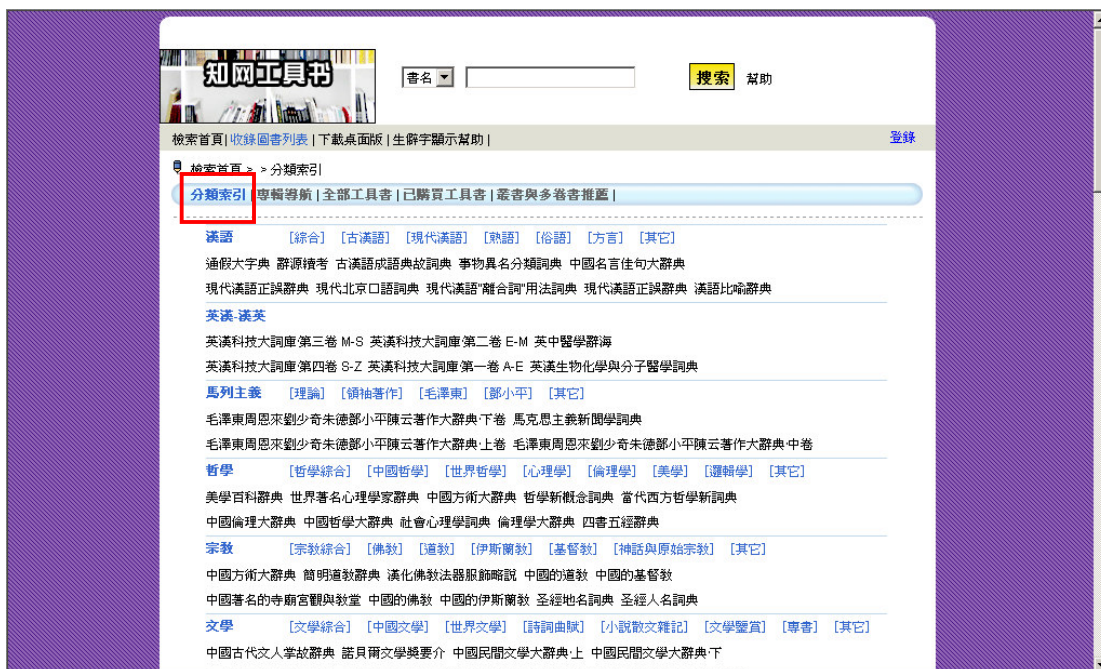 知网工具书
書名
搜索 幫助
檢索首頁| 收錄圖書列表 | 下載桌面版 | 生僻字顯示幫助 |
登錄
檢索首頁 > > 分類索引
分類索引 | 專輯導航 | 全部工具書 | 已購買工具書 | 叢書與多卷書推薦 |
漢語 [綜合] [古漢語] [現代漢語] [熟語] [俗語] [方言] [其它]
通假大字典 辭源續考 古漢語成語典故詞典 事物異名分類詞典 中國名言佳句大辭典
現代漢語正誤辭典 現代北京口語詞典 現代漢語"離合詞"用法詞典 現代漢語正誤辭典 漢語比喻辭典
英漢-漢英
英漢科技大詞庫·第三卷 M-S 英漢科技大詞庫·第二卷 E-M 英中醫學辭海
英漢科技大詞庫·第四卷 S-Z 英漢科技大詞庫·第一卷 A-E 英漢生物化學與分子醫學詞典
馬列主義 [理論] [領袖著作] [毛澤東] [鄧小平] [其它]
毛澤東周恩來劉少奇朱德鄧小平陳云著作大辭典·下卷 馬克思主義新聞學詞典
毛澤東周恩來劉少奇朱德鄧小平陳云著作大辭典·上卷 毛澤東周恩來劉少奇朱德鄧小平陳云著作大辭典·中卷
哲學 [哲學綜合] [中國哲學] [世界哲學] [心理學] [倫理學] [美學] [邏輯學] [其它]
美學百科辭典 世界著名心理學家辭典 中國方術大辭典 哲學新概念詞典 當代西方哲學新詞典
中國倫理大辭典 中國哲學大辭典 社會心理學詞典 倫理學大辭典 四書五經辭典
宗教 [宗教綜合] [佛教] [道教] [伊斯蘭教] [基督教] [神話與原始宗教] [其它]
中國方術大辭典 簡明道教辭典 漢化佛教法器服飾略說 中國的道教 中國的基督教
中國著名的寺廟宮觀與教堂 中國的佛教 中國的伊斯蘭教 圣經地名詞典 圣經人名詞典
文學 [文學綜合] [中國文學] [世界文學] [詩詞曲賦] [小說散文雜記] [文學鑒賞] [專書] [其它]
中國古代文人掌故辭典 諾貝爾文學獎要介 中國民間文學大辭典·上 中國民間文學大辭典·下